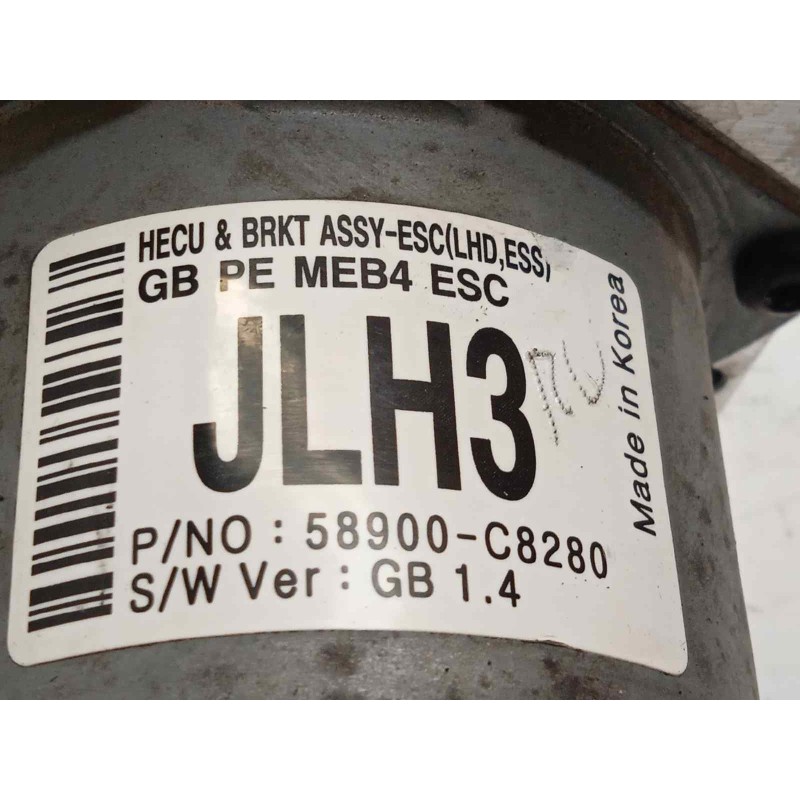 HECU & BRKT ASSY-ESC(LHD,ESS)
GB PE MEB4 ESC
JLH3
P/NO : 58900-C8280
S/W Ver : GB 1.4
Made in Korea